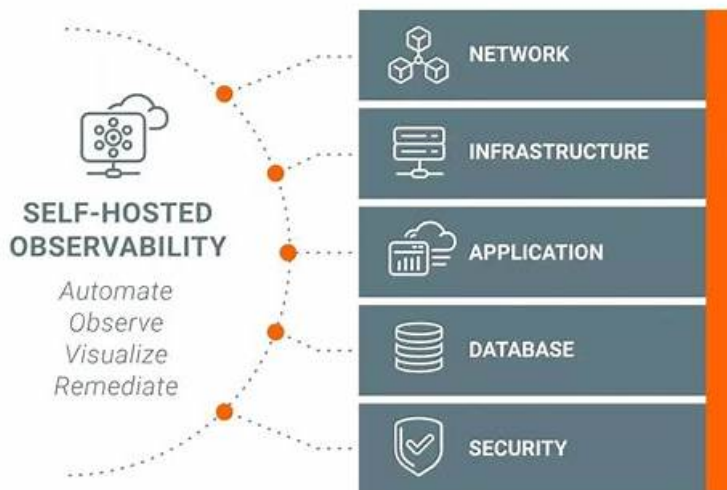 SELF-HOSTED
OBSERVABILITY
Automate
Observe
Visualize
Remediate
NETWORK
INFRASTRUCTURE
APPLICATION
DATABASE
SECURITY